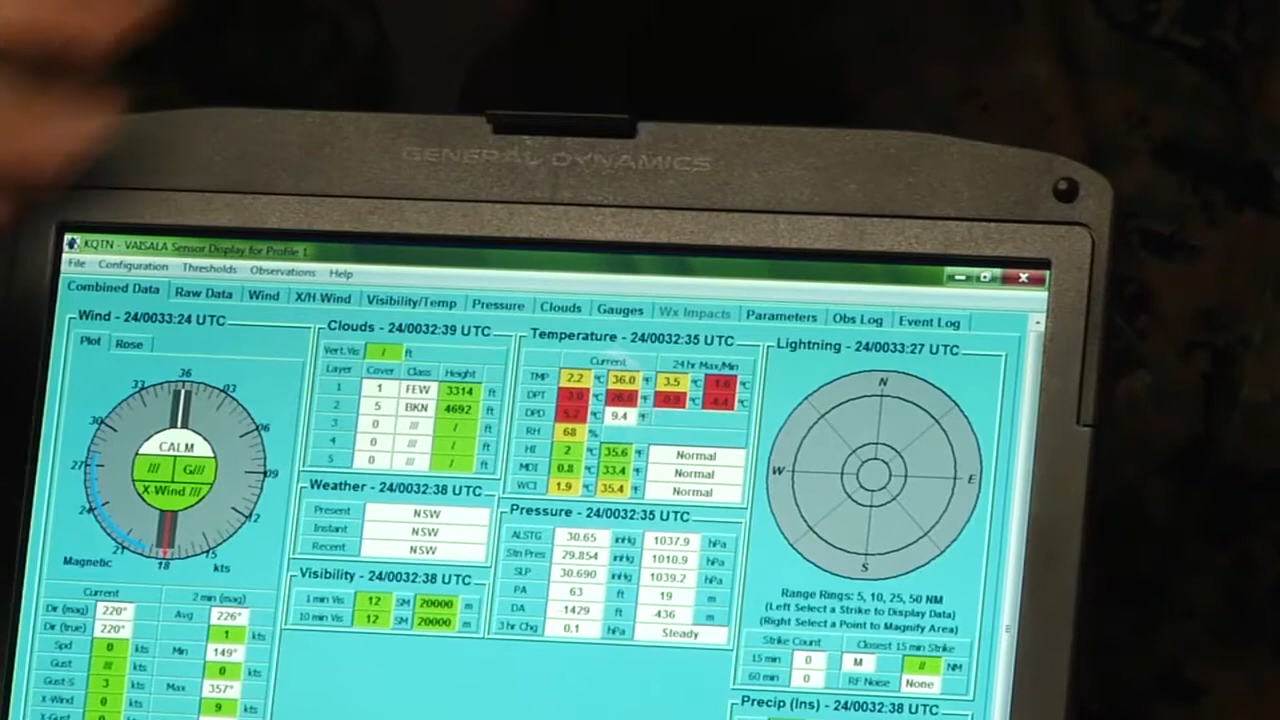 GENERAL DYNAMICS
KQTN - VAISALA Sensor Display for Profile 1
File Configuration Thresholds Observations Help
Combined Data Raw Data Wind X/H-Wind Visibility/Temp Pressure Clouds Gauges Wx Impacts Parameters Obs Log Event Log
Wind - 24/0033:24 UTC
Plot Rose
36
33 03
30 06
27 09
24 12
21 15
18
CALM
/// G///
X-Wind ///
Magnetic kts
Current 2 min (mag)
Dir (mag) 220° Avg 226°
Dir (true) 220° 1 kts
Spd 0 kts Min 149°
Gust /// kts 0 kts
Gust-S 3 kts Max 357°
X-Wind 0 kts 9 kts
X-Gust
Clouds - 24/0032:39 UTC
Vert.Vis / ft
Layer Cover Class Height
1 1 FEW 3314 ft
2 5 BKN 4692 ft
3 0 /// / ft
4 0 /// / ft
5 0 /// / ft
Weather - 24/0032:38 UTC
Present NSW
Instant NSW
Recent NSW
Visibility - 24/0032:38 UTC
1 min Vis 12 SM 20000 m
10 min Vis 12 SM 20000 m
Temperature - 24/0032:35 UTC
Current 24 hr Max/Min
TMP 2.2 °C 36.0 °F 3.5 °C -1.6 °C
DPT -3.0 °C 26.6 °F -0.8 °C -4.4 °C
DPD 5.2 °C 9.4 °F
RH 68 %
HI 2 °C 35.6 °F Normal
MDI 0.8 °C 33.4 °F Normal
WCI 1.9 °C 35.4 °F Normal
Pressure - 24/0032:35 UTC
ALSTG 30.65 inHg 1037.9 hPa
Stn Pres 29.854 inHg 1010.9 hPa
SLP 30.690 inHg 1039.2 hPa
PA 63 ft 19 m
DA -1429 ft -436 m
3 hr Chg 0.1 hPa Steady
Lightning - 24/0033:27 UTC
N
W E
S
Range Rings: 5, 10, 25, 50 NM
(Left Select a Strike to Display Data)
(Right Select a Point to Magnify Area)
Strike Count Closest 15 min Strike
15 min 0 M // NM
60 min 0 RF Noise None
Precip (Ins) - 24/0032:38 UTC